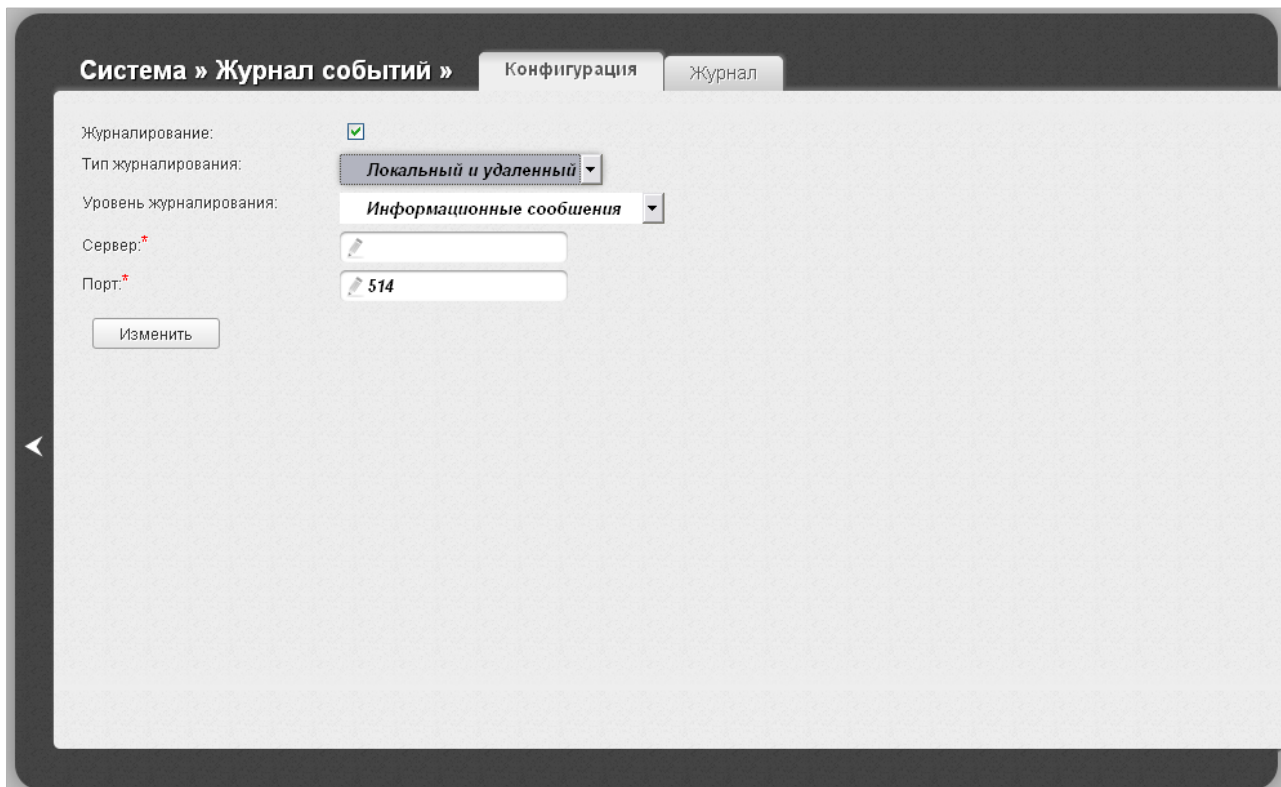 Система » Журнал событий » Конфигурация Журнал
Журналирование:
Тип журналирования: Локальный и удаленный
Уровень журналирования: Информационные сообшения
Сервер:*
Порт:* 514
Изменить